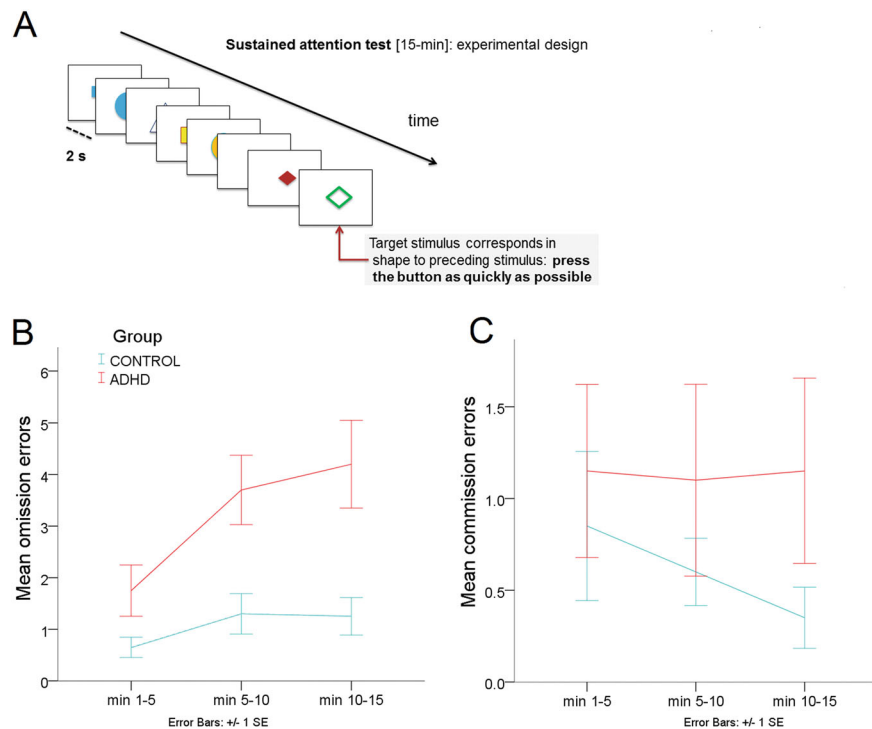 A
Sustained attention test [15-min]: experimental design
time
2 s
Target stimulus corresponds in
shape to preceding stimulus: press
the button as quickly as possible
B
Group
CONTROL
ADHD
Mean omission errors
6
5
4
3
2
1
0
min 1-5
min 5-10
min 10-15
Error Bars: +/- 1 SE
C
Mean commission errors
1.5
1.0
0.5
0.0
min 1-5
min 5-10
min 10-15
Error Bars: +/- 1 SE